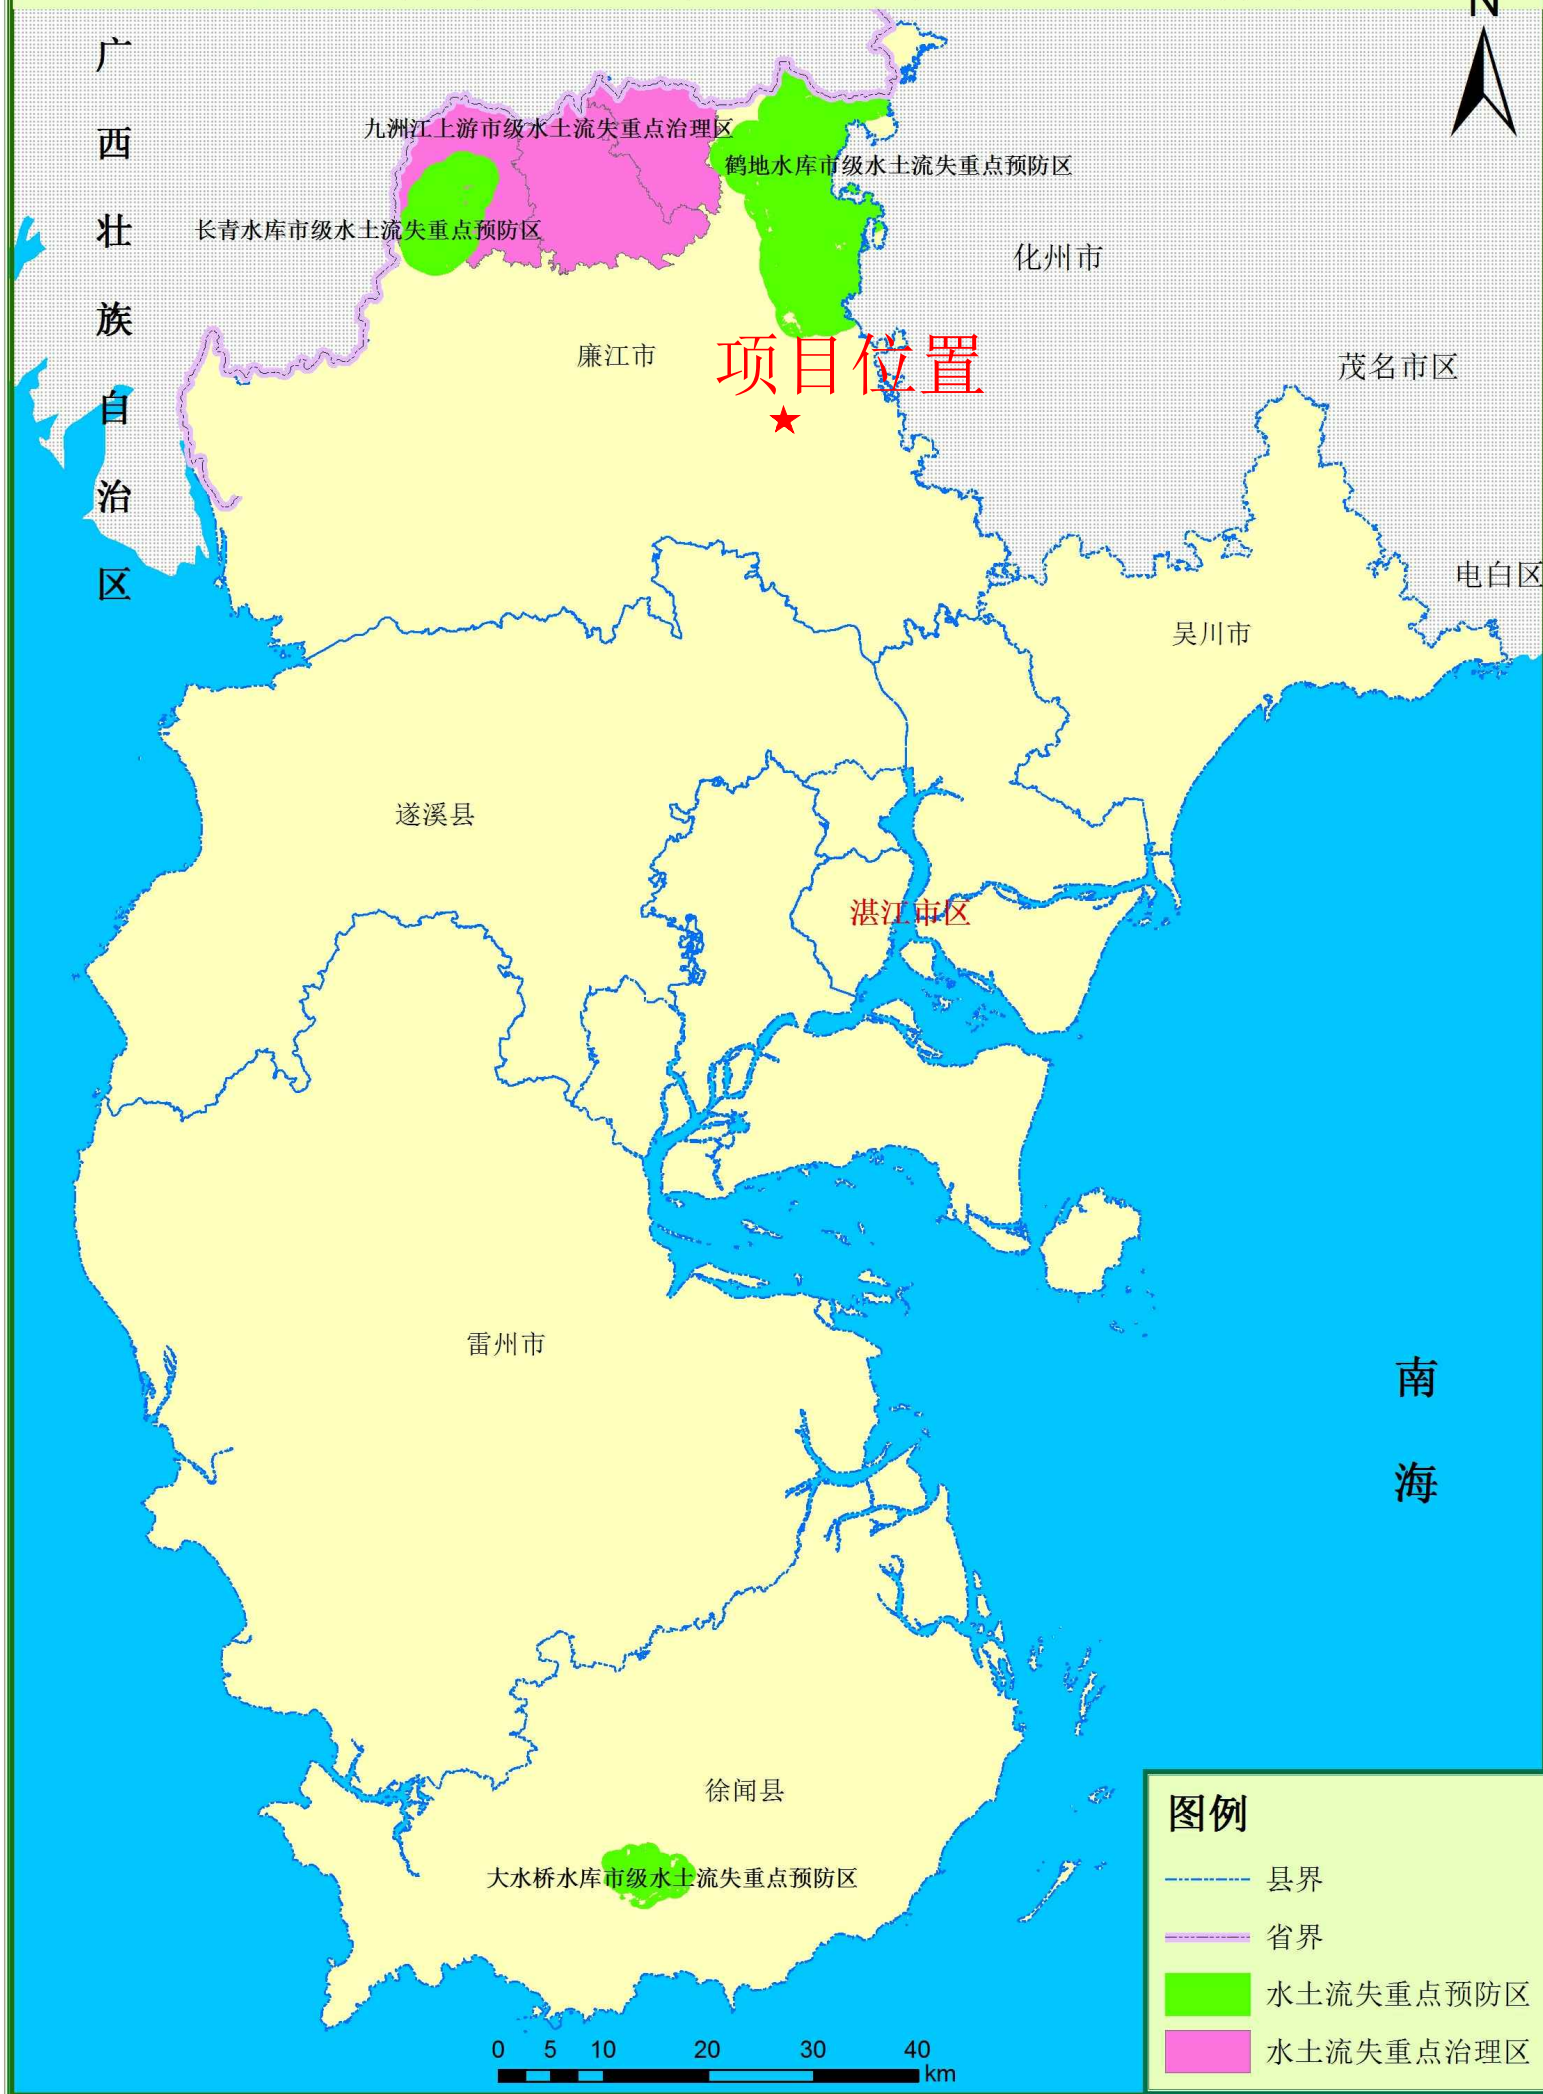 N
广西壮族自治区
九洲江上游市级水土流失重点治理区
鹤地水库市级水土流失重点预防区
长青水库市级水土流失重点预防区
化州市
廉江市
项目位置
茂名市区
电白区
吴川市
遂溪县
湛江市区
雷州市
南海
徐闻县
大水桥水库市级水土流失重点预防区
图例
县界
省界
水土流失重点预防区
水土流失重点治理区
0 5 10 20 30 40
km